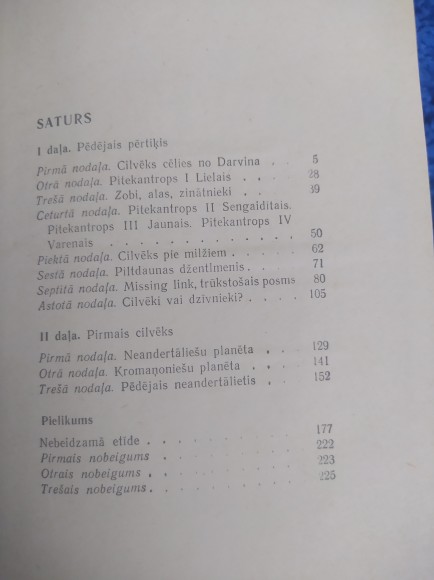 SATURS
I daļa. Pēdējais pērtiķis
Pirmā nodaļa. Cilvēks cēlies no Darvina . . 5
Otrā nodaļa. Pitekantrops I Lielais . . . 28
Trešā nodaļa. Zobi, alas, zinātnieki . . . 39
Ceturtā nodaļa. Pitekantrops II Sengaidītais.
Pitekantrops III Jaunais. Pitekantrops IV
Varenais . . . . . . . . . . . 50
Piektā nodaļa. Cilvēks pie milžiem . . . . 62
Sestā nodaļa. Piltdaunas džentlmenis . . . 71
Septītā nodaļa. Missing link, trūkstošais posms 80
Astotā nodaļa. Cilvēki vai dzīvnieki? . . . . 105
II daļa. Pirmais cilvēks
Pirmā nodaļa. Neandertāliešu planēta . . 129
Otrā nodaļa. Kromaņoniešu planēta . . . 141
Trešā nodaļa. Pēdējais neandertālietis . . 152
Pielikums
Nebeidzamā etīde . . . . . . . . . 177
Pirmais nobeigums . . . . . . . . 222
Otrais nobeigums . . . . . . . . . 223
Trešais nobeigums . . . . . . . . . 225